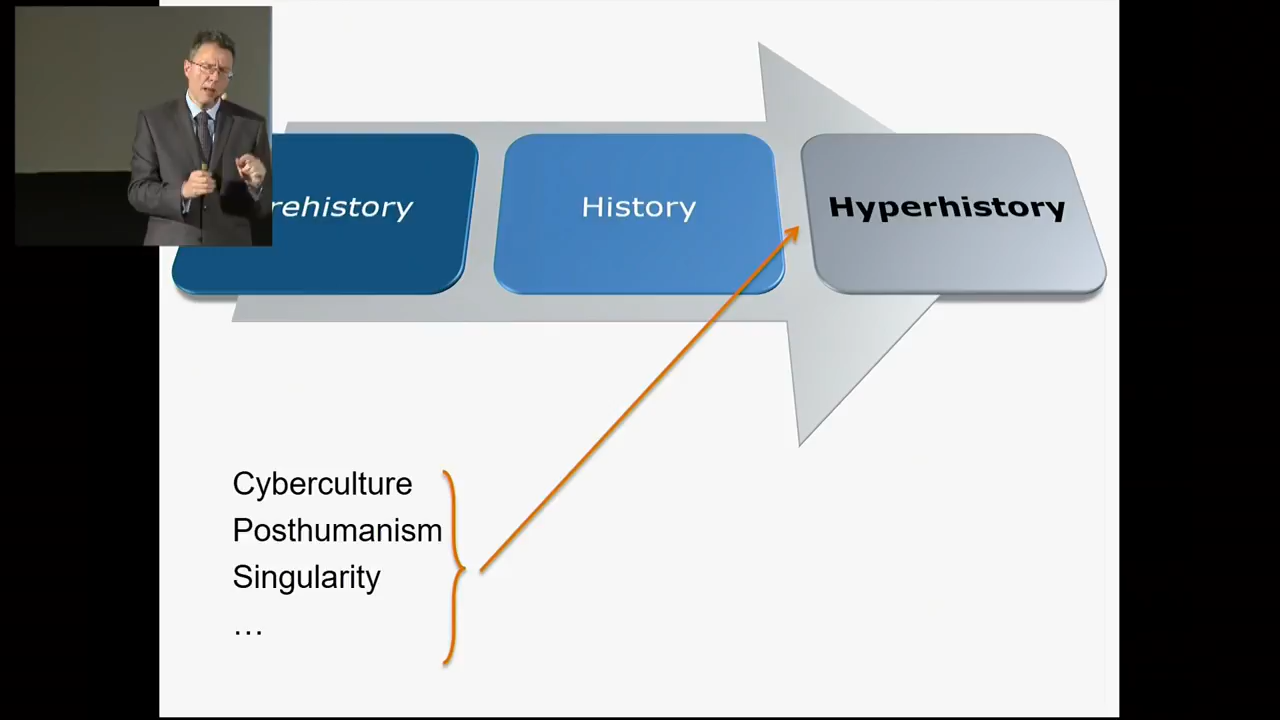 rehistory
History
Hyperhistory
Cyberculture
Posthumanism
Singularity
…